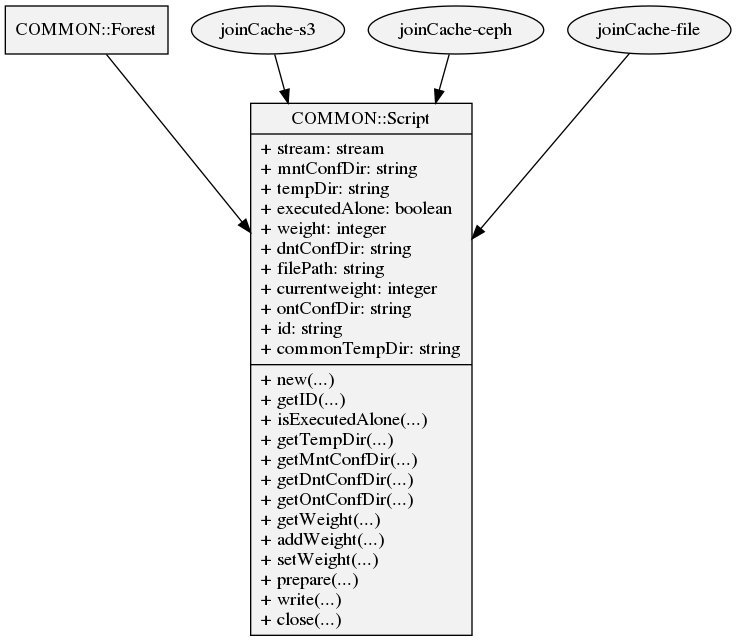 COMMON::Forest
joinCache-s3
joinCache-ceph
joinCache-file
COMMON::Script
+ stream: stream
+ mntConfDir: string
+ tempDir: string
+ executedAlone: boolean
+ weight: integer
+ dntConfDir: string
+ filePath: string
+ currentweight: integer
+ ontConfDir: string
+ id: string
+ commonTempDir: string
+ new(...)
+ getID(...)
+ isExecutedAlone(...)
+ getTempDir(...)
+ getMntConfDir(...)
+ getDntConfDir(...)
+ getOntConfDir(...)
+ getWeight(...)
+ addWeight(...)
+ setWeight(...)
+ prepare(...)
+ write(...)
+ close(...)